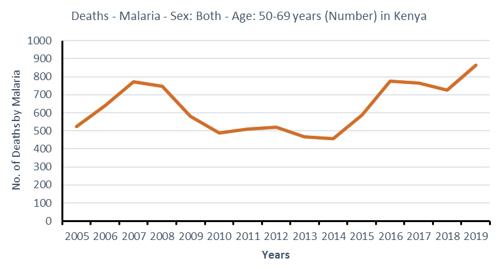 Deaths - Malaria - Sex: Both - Age: 50-69 years (Number) in Kenya
No. of Deaths by Malaria
1000
900
800
700
600
500
400
300
200
100
0
2005 2006 2007 2008 2009 2010 2011 2012 2013 2014 2015 2016 2017 2018 2019
Years